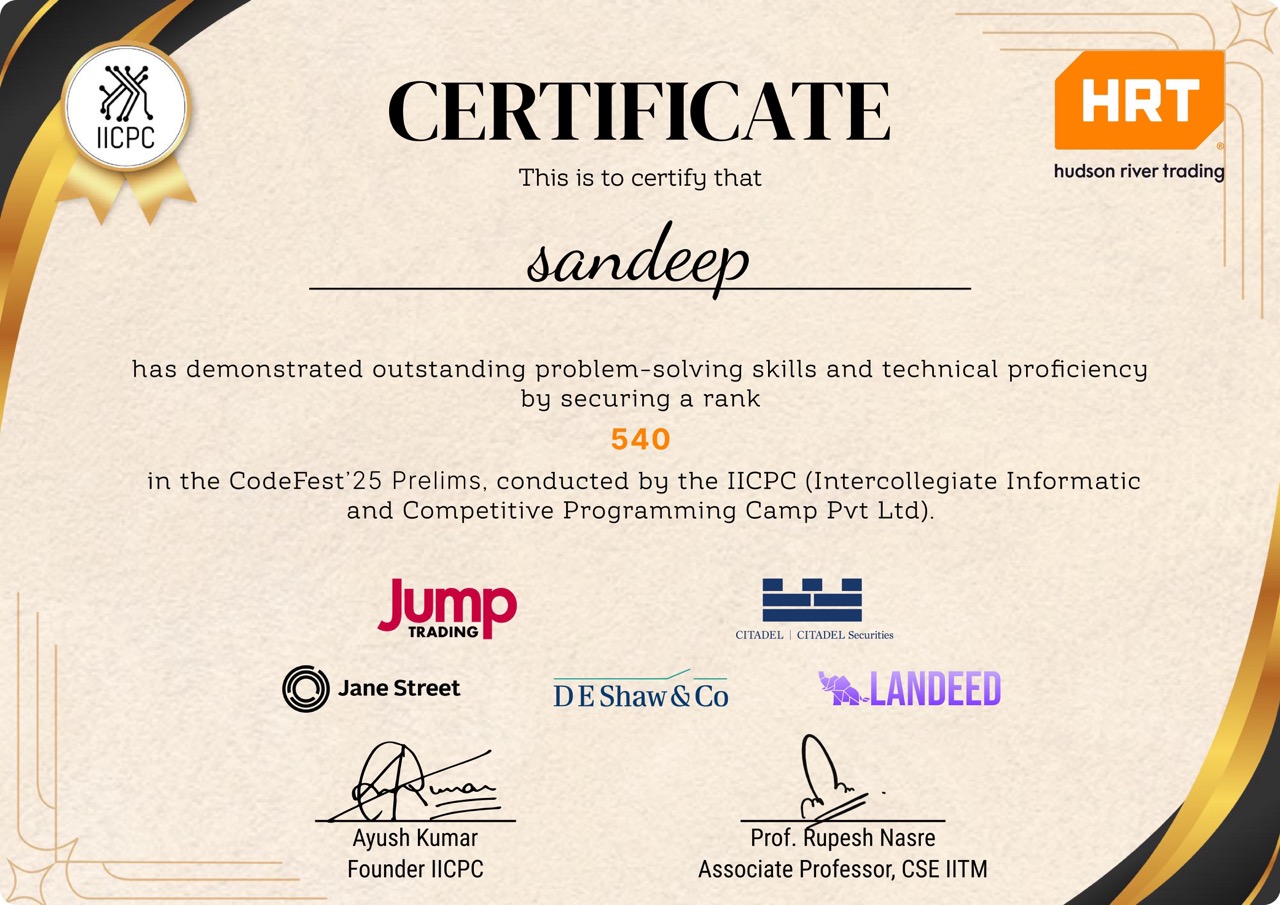 IICPC
CERTIFICATE
HRT
®
hudson river trading
This is to certify that
sandeep
has demonstrated outstanding problem-solving skills and technical proficiency
by securing a rank
540
in the CodeFest'25 Prelims, conducted by the IICPC (Intercollegiate Informatic
and Competitive Programming Camp Pvt Ltd).
Jump
TRADING
CITADEL | CITADEL Securities
Jane Street
D E Shaw & Co
LANDEED
Ayush Kumar
Founder IICPC
Prof. Rupesh Nasre
Associate Professor, CSE IITM